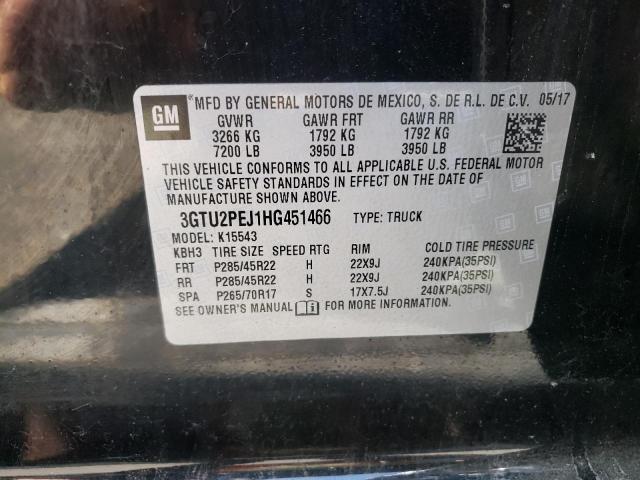 GM MFD BY GENERAL MOTORS DE MEXICO, S. DE R.L. DE C.V. 05/17
GVWR GAWR FRT GAWR RR
3266 KG 1792 KG 1792 KG
7200 LB 3950 LB 3950 LB
THIS VEHICLE CONFORMS TO ALL APPLICABLE U.S. FEDERAL MOTOR
VEHICLE SAFETY STANDARDS IN EFFECT ON THE DATE OF
MANUFACTURE SHOWN ABOVE.
3GTU2PEJ1HG451466 TYPE: TRUCK
MODEL: K15543
KBH3 TIRE SIZE SPEED RTG RIM COLD TIRE PRESSURE
FRT P285/45R22 H 22X9J 240KPA(35PSI)
RR P285/45R22 H 22X9J 240KPA(35PSI)
SPA P265/70R17 S 17X7.5J 240KPA(35PSI)
SEE OWNER'S MANUAL FOR MORE INFORMATION.